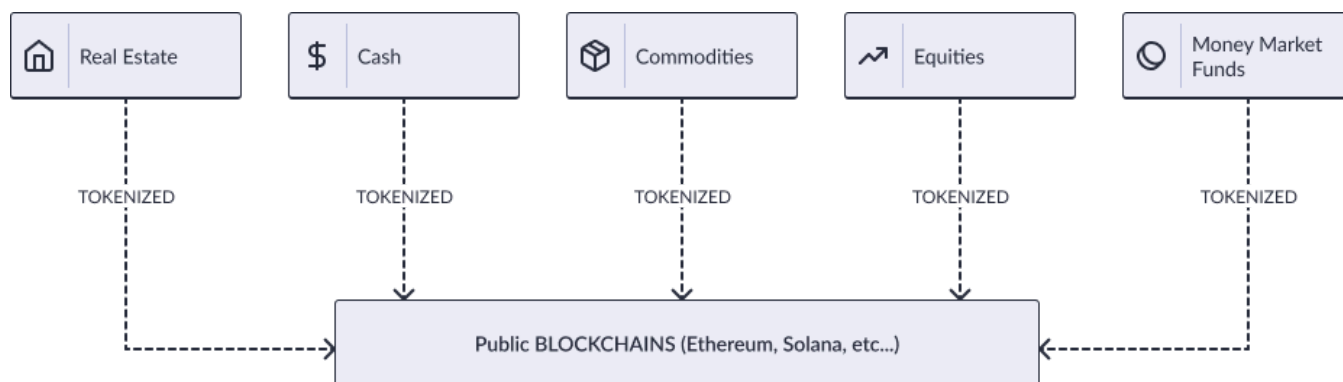 Real Estate
$ Cash
Commodities
Equities
Money Market
Funds
TOKENIZED
TOKENIZED
TOKENIZED
TOKENIZED
TOKENIZED
Public BLOCKCHAINS (Ethereum, Solana, etc...)